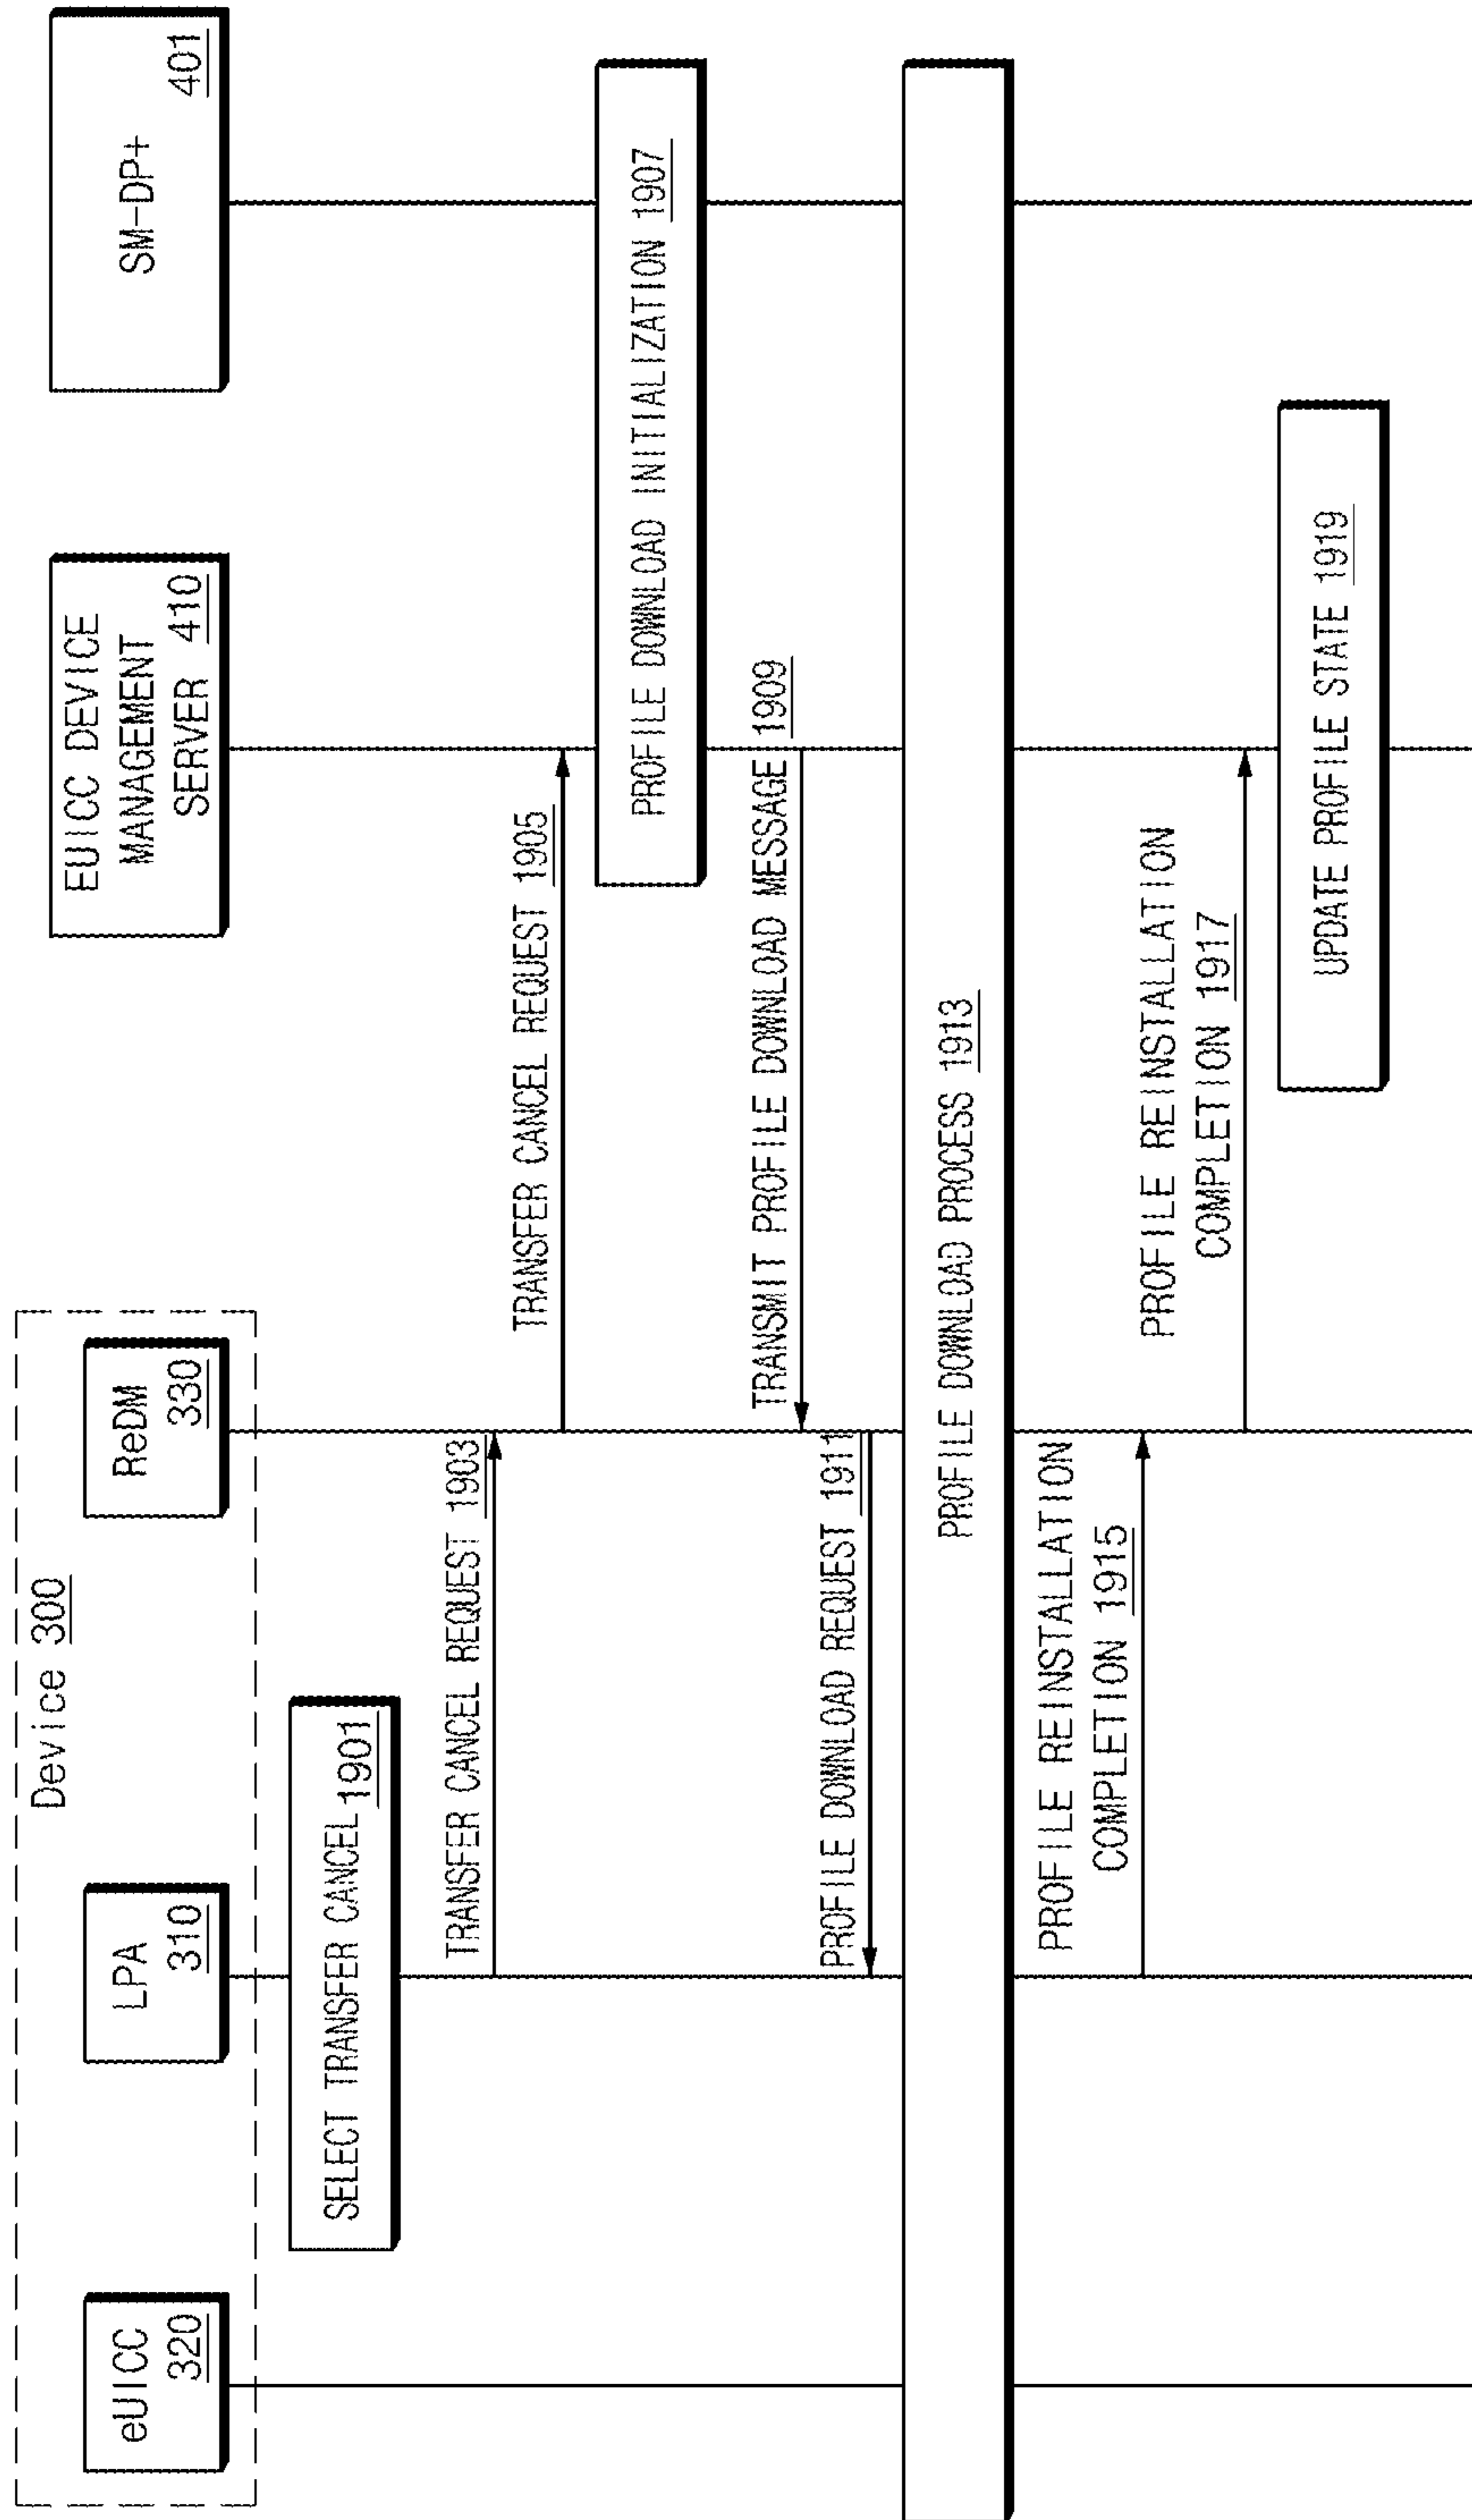 Device 300
eUICC
320
LPA
310
ReDM
330
EUICC DEVICE
MANAGEMENT
SERVER 410
SM-DP+
401
SELECT TRANSFER CANCEL 1901
TRANSFER CANCEL REQUEST 1903
TRANSFER CANCEL REQUEST 1905
PROFILE DOWNLOAD INITIALIZATION 1907
TRANSMIT PROFILE DOWNLOAD MESSAGE 1909
PROFILE DOWNLOAD REQUEST 1911
PROFILE DOWNLOAD PROCESS 1913
PROFILE REINSTALLATION
COMPLETION 1915
PROFILE REINSTALLATION
COMPLETION 1917
UPDATE PROFILE STATE 1919